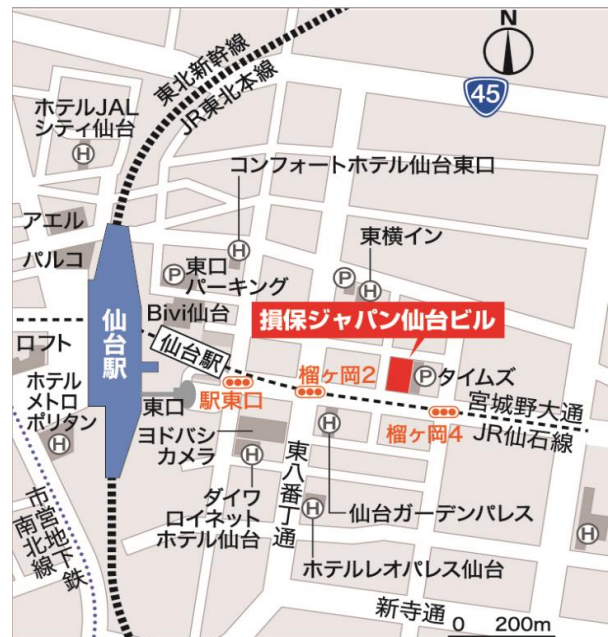 N
45
東北新幹線
JR東北本線
ホテルJAL
シティ仙台
H
コンフォートホテル仙台東口
H
アエル
パルコ
P
東口
パーキング
東横イン
P
H
Bivi仙台
損保ジャパン仙台ビル
仙台駅
仙台駅
ロフト
P
タイムズ
榴ヶ岡2
宮城野大通
ホテル
メトロ
ポリタン
H
東口
駅東口
榴ヶ岡4
JR仙石線
ヨドバシ
カメラ
H
東八番丁通
H
ダイワ
ロイネット
ホテル仙台
仙台ガーデンパレス
市営地下鉄
南北線
H
H
ホテルレオパレス仙台
新寺通
0 200m